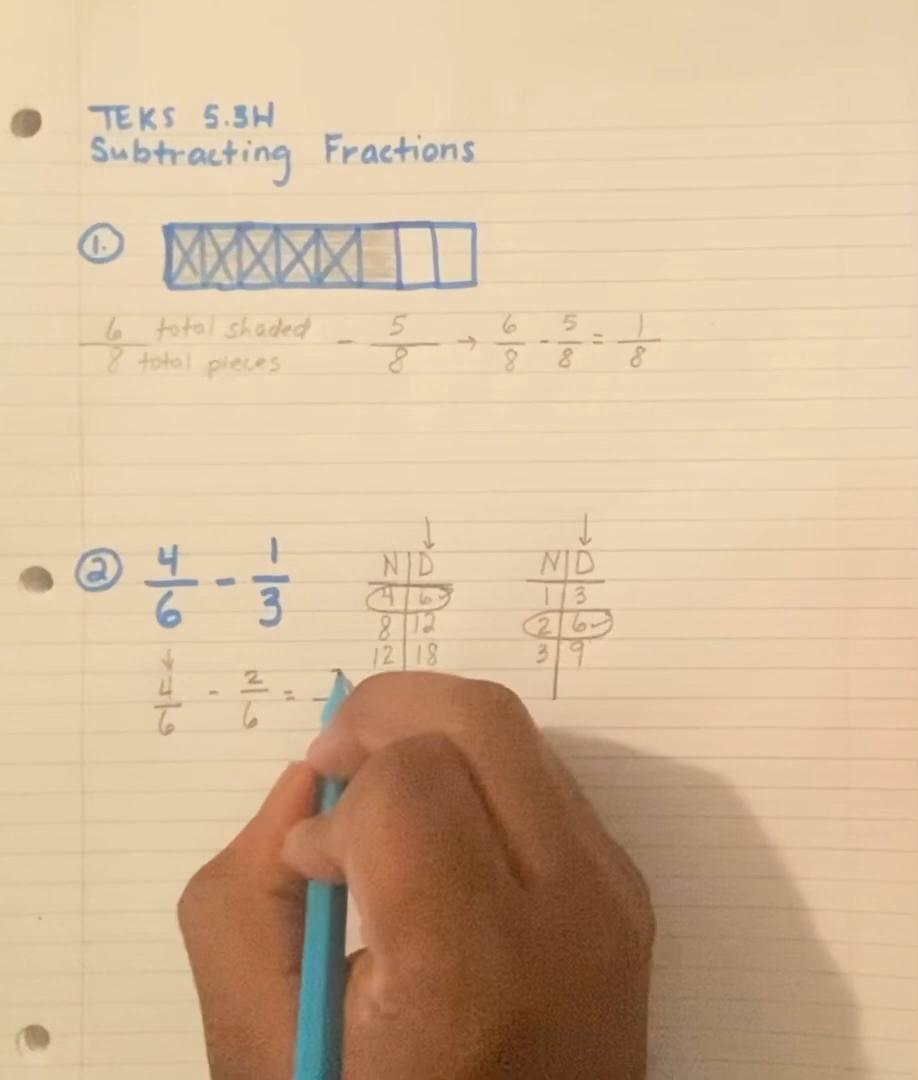 TEKS 5.3H
Subtracting Fractions
1.
6 total shaded - 5 → 6 - 5 = 1
8 total pieces 8 8 8 8
2 4 - 1
6 3
N D
4 6
8 12
12 18
N D
1 3
2 6
3 9
4 - 2 =
6 6